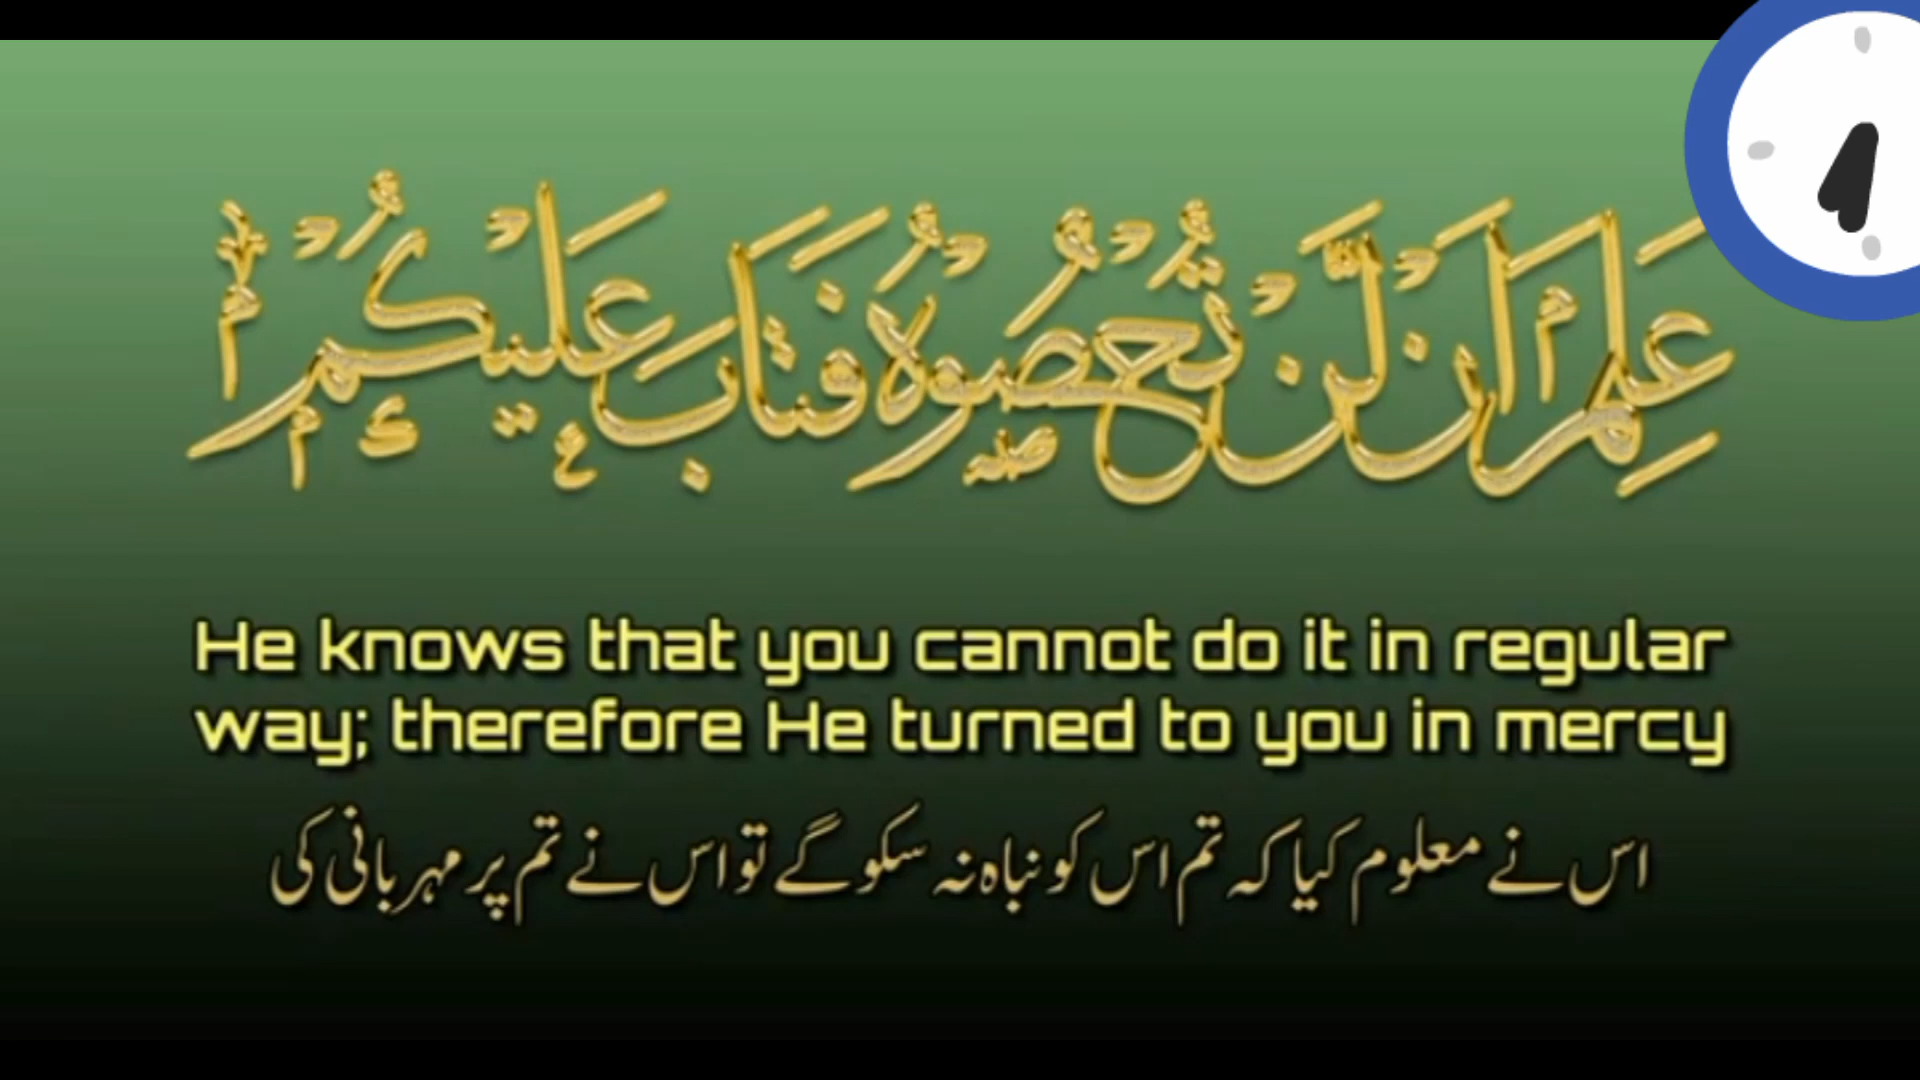 عَلِمَ اَنْ لَّنْ تُحْصُوْهُ فَتَابَ عَلَيْكُمْ
He knows that you cannot do it in regular
way; therefore He turned to you in mercy
اس نے معلوم کیا کہ تم اس کو نباہ نہ سکو گے تو اس نے تم پر مہربانی کی